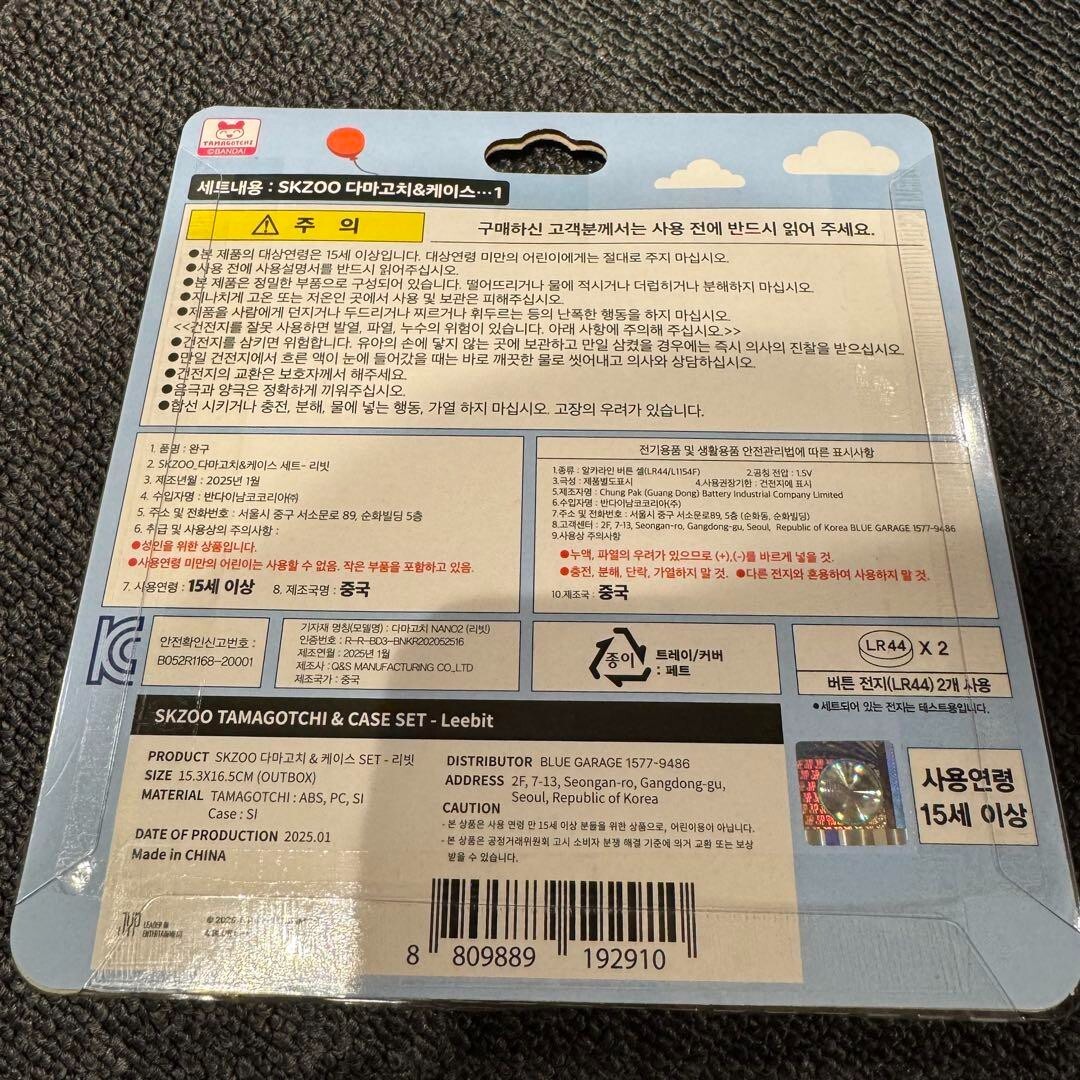 TAMAGOTCHI
©BANDAI
세트내용 : SKZOO 다마고치&케이스…1
주 의
구매하신 고객분께서는 사용 전에 반드시 읽어 주세요.
●본 제품의 대상연령은 15세 이상입니다. 대상연령 미만의 어린이에게는 절대로 주지 마십시오.
●사용 전에 사용설명서를 반드시 읽어주십시오.
●본 제품은 정밀한 부품으로 구성되어 있습니다. 떨어뜨리거나 물에 적시거나 더럽히거나 분해하지 마십시오.
●지나치게 고온 또는 저온인 곳에서 사용 및 보관은 피해주십시오.
●제품을 사람에게 던지거나 두드리거나 찌르거나 휘두르는 등의 난폭한 행동을 하지 마십시오.
<<건전지를 잘못 사용하면 발열, 파열, 누수의 위험이 있습니다. 아래 사항에 주의해 주십시오.>>
●건전지를 삼키면 위험합니다. 유아의 손에 닿지 않는 곳에 보관하고 만일 삼켰을 경우에는 즉시 의사의 진찰을 받으십시오.
●만일 건전지에서 흐른 액이 눈에 들어갔을 때는 바로 깨끗한 물로 씻어내고 의사와 상담하십시오.
●건전지의 교환은 보호자께서 해주세요.
●음극과 양극은 정확하게 끼워주십시오.
●합선 시키거나 충전, 분해, 물에 넣는 행동, 가열 하지 마십시오. 고장의 우려가 있습니다.
1. 품명 : 완구
2. SKZOO_다마고치&케이스 세트- 리빗
3. 제조년월 : 2025년 1월
4. 수입자명 : 반다이남코코리아㈜
5. 주소 및 전화번호 : 서울시 중구 서소문로 89, 순화빌딩 5층
6. 취급 및 사용상의 주의사항 :
●성인을 위한 상품입니다.
●사용연령 미만의 어린이는 사용할 수 없음. 작은 부품을 포함하고 있음.
7. 사용연령 : 15세 이상 8. 제조국명 : 중국
전기용품 및 생활용품 안전관리법에 따른 표시사항
1.종류 : 알카라인 버튼 셀(LR44/L1154F) 2.공칭 전압 : 1.5V
3.극성 : 제품별도표시 4.사용권장기한 : 건전지에 표시
5.제조자명 : Chung Pak (Guang Dong) Battery Industrial Company Limited
6.수입자명 : 반다이남코코리아㈜
7.주소 및 전화번호 : 서울시 중구 서소문로89, 5층 (순화동, 순화빌딩)
8.고객센터 : 2F, 7-13, Seongan-ro, Gangdong-gu, Seoul, Republic of Korea BLUE GARAGE 1577-9486
9.사용상 주의사항
●누액, 파열의 우려가 있으므로 (+),(-)를 바르게 넣을 것.
●충전, 분해, 단락, 가열하지 말 것. ●다른 전지와 혼용하여 사용하지 말 것.
10.제조국 : 중국
안전확인신고번호 :
B052R1168-20001
기자재 명칭(모델명) : 다마고치 NANO2 (리빗)
인증번호 : R-R-BD3-BNKR202052516
제조연월 : 2025년 1월
제조사 : Q&S MANUFACTURING CO.,LTD
제조국가 : 중국
종이
트레이/커버
: 페트
LR44 X 2
버튼 전지(LR44) 2개 사용
●세트되어 있는 전지는 테스트용입니다.
SKZOO TAMAGOTCHI & CASE SET - Leebit
PRODUCT SKZOO 다마고치 & 케이스 SET - 리빗
SIZE 15.3X16.5CM (OUTBOX)
MATERIAL TAMAGOTCHI : ABS, PC, SI
Case : SI
DATE OF PRODUCTION 2025.01
Made in CHINA
DISTRIBUTOR BLUE GARAGE 1577-9486
ADDRESS 2F, 7-13, Seongan-ro, Gangdong-gu,
Seoul, Republic of Korea
CAUTION
- 본 상품은 사용 연령 만 15세 이상 분들을 위한 상품으로, 어린이용이 아닙니다.
- 본 상품은 공정거래위원회 고시 소비자 분쟁 해결 기준에 의거 교환 또는 보상
받을 수 있습니다.
사용연령
15세 이상
JYP LEADER IN
ENTERTAINMENT
8 809889 192910